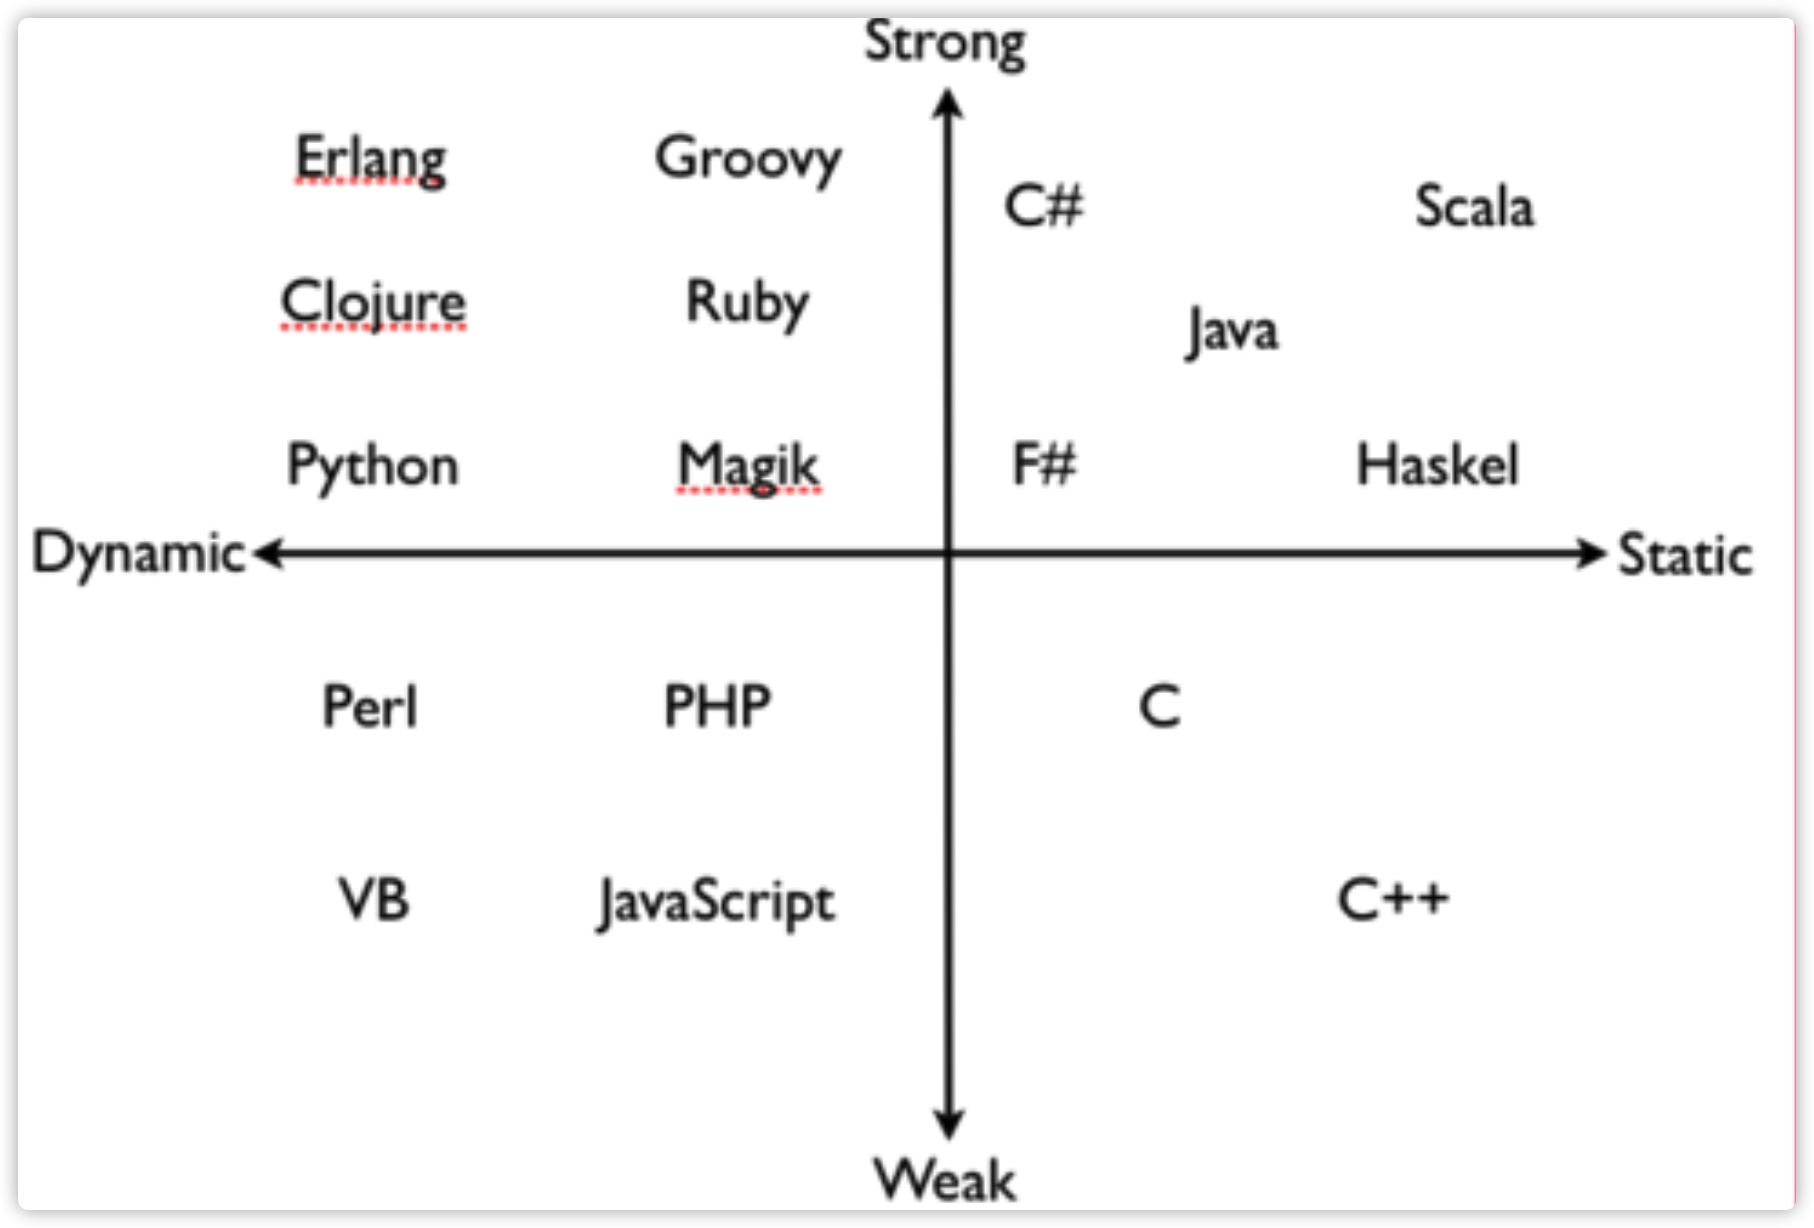 Strong
Erlang Groovy
C# Scala
Clojure Ruby
Java
Python Magik F# Haskel
Dynamic Static
Perl PHP C
VB JavaScript C++
Weak